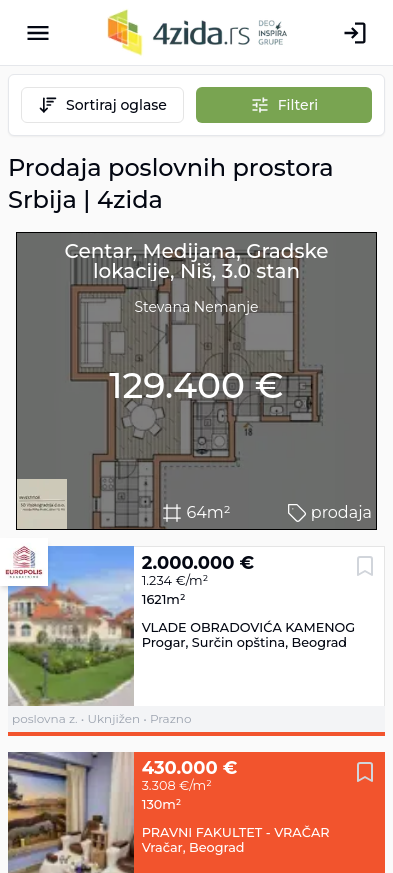 4zida.rs
DEO
INSPIRA
GRUPE
Sortiraj oglase
Filteri
Prodaja poslovnih prostora
Srbija | 4zida
Centar, Medijana, Gradske
lokacije, Niš, 3.0 stan
Stevana Nemanje
129.400 €
18
64m²
prodaja
EUROPOLIS
2.000.000 €
1.234 €/m²
1621m²
VLADE OBRADOVIĆA KAMENOG
Progar, Surčin opština, Beograd
poslovna z. • Uknjižen • Prazno
430.000 €
3.308 €/m²
130m²
PRAVNI FAKULTET - VRAČAR
Vračar, Beograd